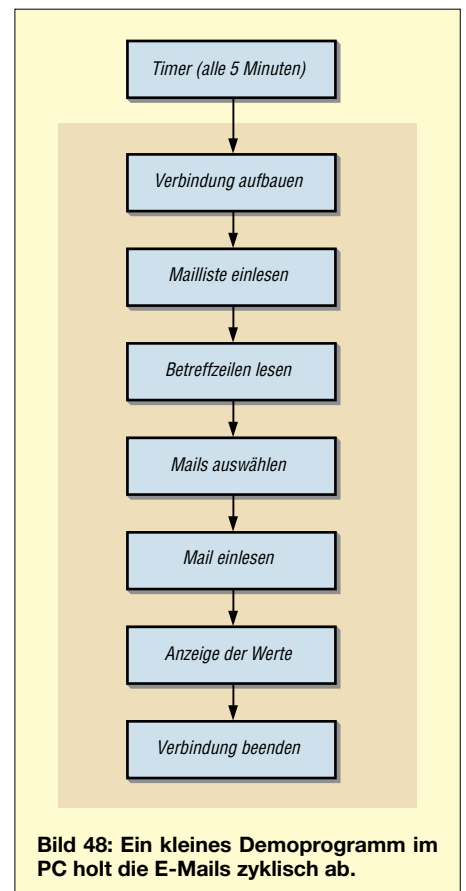 Timer (alle 5 Minuten)
Verbindung aufbauen
Mailliste einlesen
Betreffzeilen lesen
Mails auswählen
Mail einlesen
Anzeige der Werte
Verbindung beenden
Bild 48: Ein kleines Demoprogramm im
PC holt die E-Mails zyklisch ab.